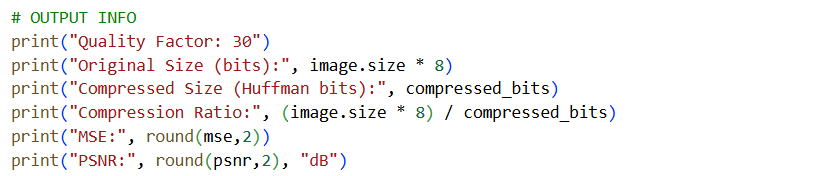 # OUTPUT INFO
print("Quality Factor: 30")
print("Original Size (bits):", image.size * 8)
print("Compressed Size (Huffman bits):", compressed_bits)
print("Compression Ratio:", (image.size * 8) / compressed_bits)
print("MSE:", round(mse,2))
print("PSNR:", round(psnr,2), "dB")